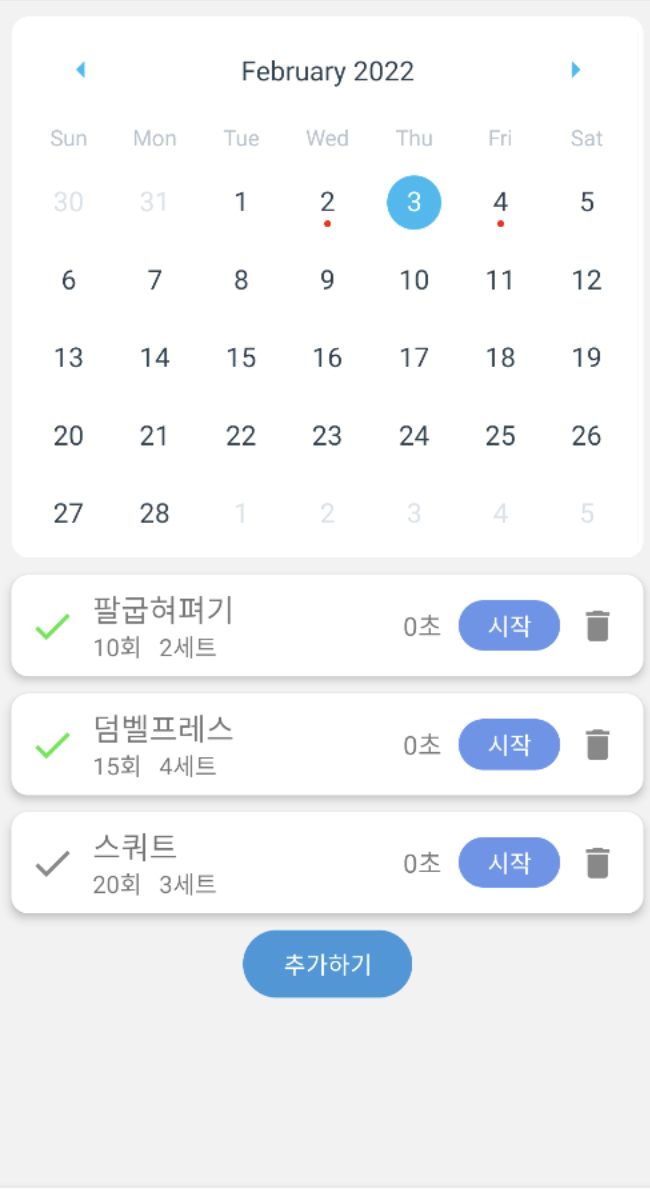 February 2022
Sun Mon Tue Wed Thu Fri Sat
30 31 1 2 3 4 5
6 7 8 9 10 11 12
13 14 15 16 17 18 19
20 21 22 23 24 25 26
27 28 1 2 3 4 5
팔굽혀펴기
10회 2세트
0초 시작
덤벨프레스
15회 4세트
0초 시작
스쿼트
20회 3세트
0초 시작
추가하기